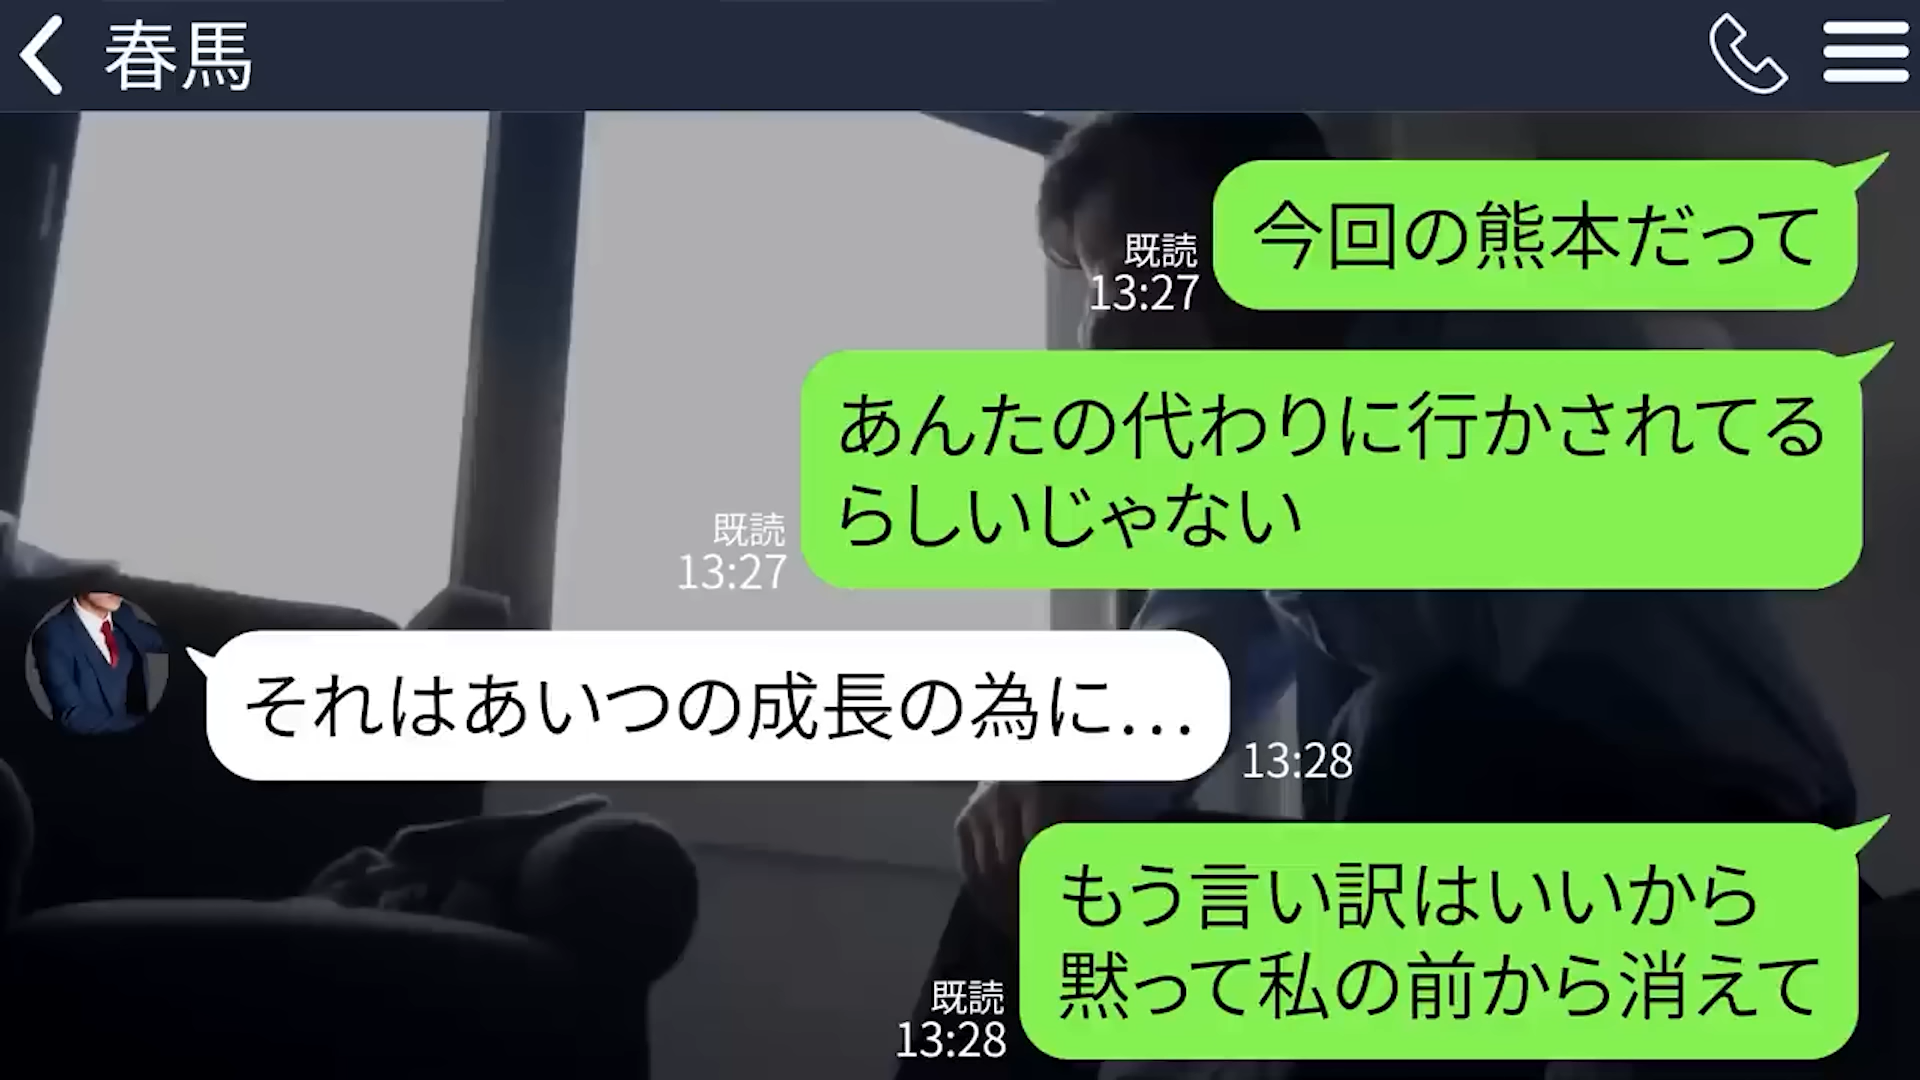 春馬
今回の熊本だって
既読
13:27
あんたの代わりに行かされてる
らしいじゃない
既読
13:27
それはあいつの成長の為に...
13:28
もう言い訳はいいから
黙って私の前から消えて
既読
13:28